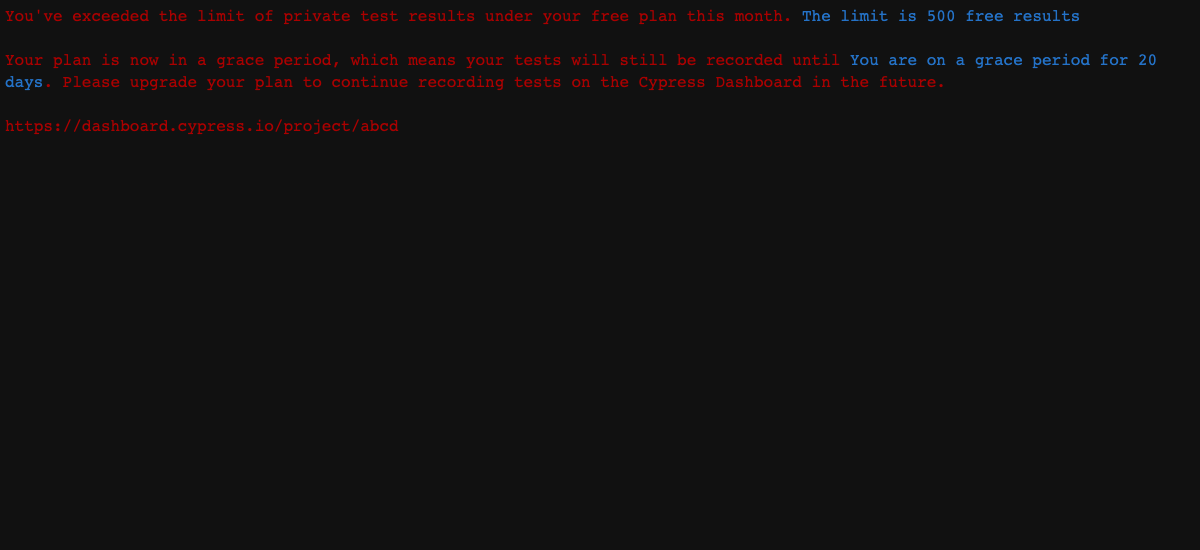 You've exceeded the limit of private test results under your free plan this month. The limit is 500 free results
Your plan is now in a grace period, which means your tests will still be recorded until You are on a grace period for 20
days. Please upgrade your plan to continue recording tests on the Cypress Dashboard in the future.
https://dashboard.cypress.io/project/abcd